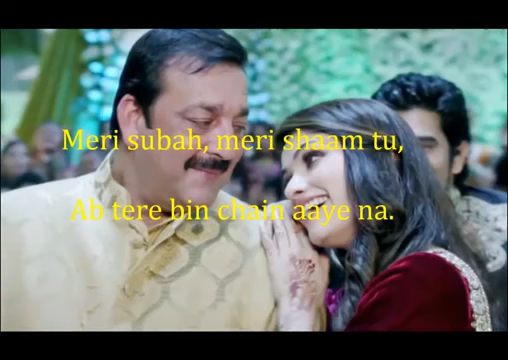 Meri subah, meri shaam tu,
Ab tere bin chain aaye na.